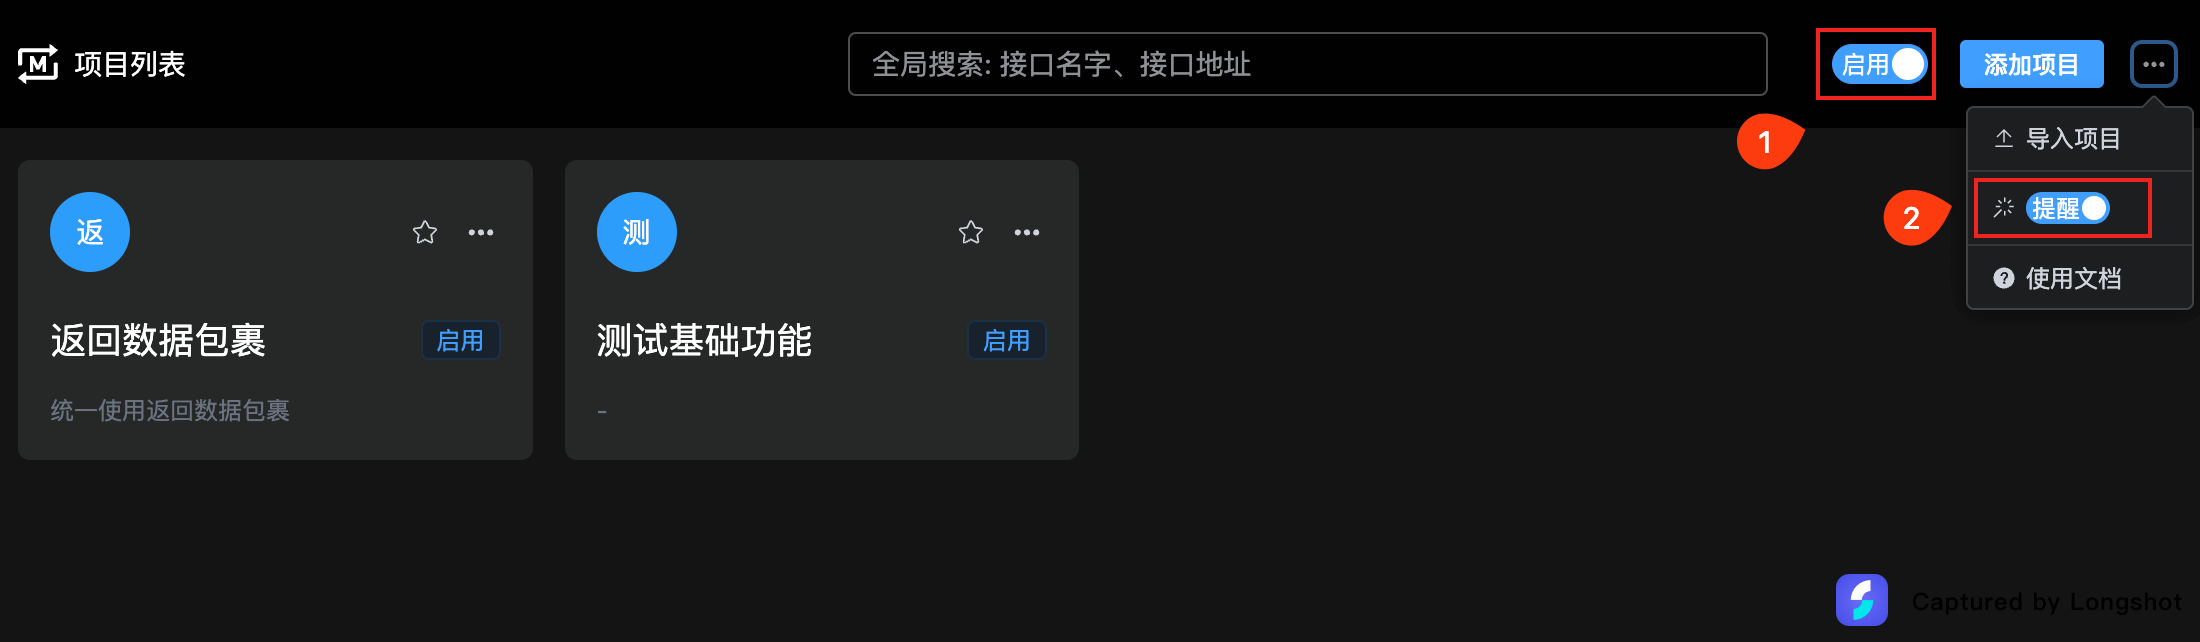 M 项目列表
全局搜索: 接口名字、接口地址
启用
添加项目
1
导入项目
2
提醒
? 使用文档
返
返回数据包裹
启用
统一使用返回数据包裹
测
测试基础功能
启用
-
Captured by Longshot